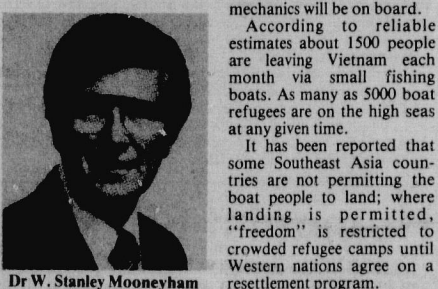 mechanics will be on board.
According to reliable
estimates about 1500 people
are leaving Vietnam each
month via small fishing
boats. As many as 5000 boat
refugees are on the high seas
at any given time.
It has been reported that
some Southeast Asia coun-
tries are not permitting the
boat people to land; where
landing is permitted,
"freedom" is restricted to
crowded refugee camps until
Western nations agree on a
resettlement program.
Dr W. Stanley Mooneyham